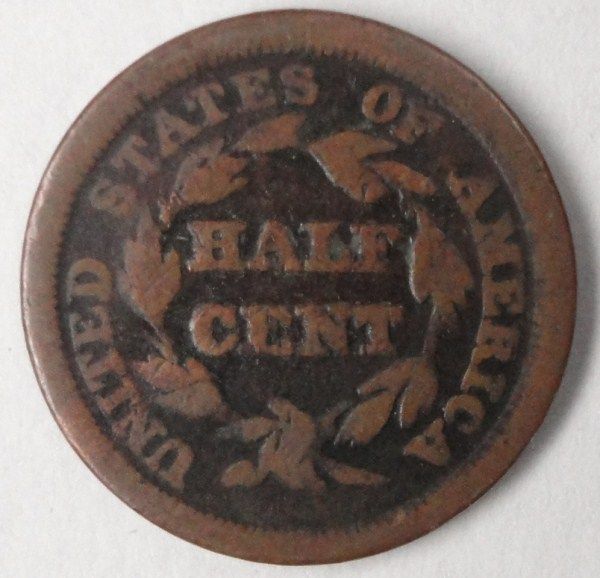 UNITED STATES OF AMERICA
HALF
CENT